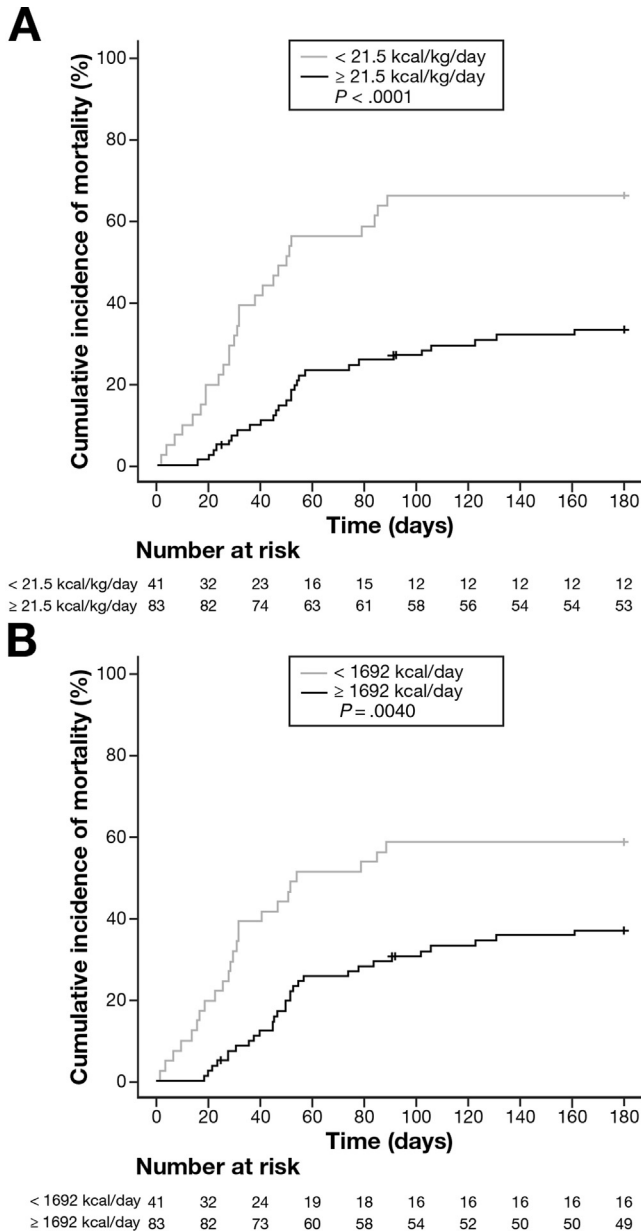 A
Cumulative incidence of mortality (%)
100
80
60
40
20
0
< 21.5 kcal/kg/day
≥ 21.5 kcal/kg/day
P < .0001
0 20 40 60 80 100 120 140 160 180
Time (days)
Number at risk
< 21.5 kcal/kg/day 41 32 23 16 15 12 12 12 12 12
≥ 21.5 kcal/kg/day 83 82 74 63 61 58 56 54 54 53
B
Cumulative incidence of mortality (%)
100
80
60
40
20
0
< 1692 kcal/day
≥ 1692 kcal/day
P = .0040
0 20 40 60 80 100 120 140 160 180
Time (days)
Number at risk
< 1692 kcal/day 41 32 24 19 18 16 16 16 16 16
≥ 1692 kcal/day 83 82 73 60 58 54 52 50 50 49